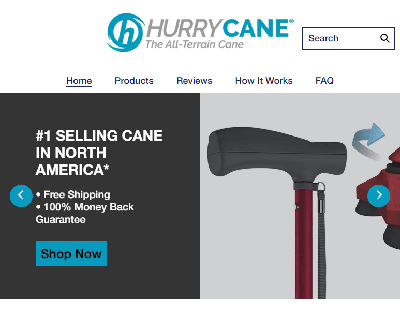 HURRYCANE®
The All-Terrain Cane
Search
Home Products Reviews How It Works FAQ
#1 SELLING CANE
IN NORTH
AMERICA*
• Free Shipping
• 100% Money Back
Guarantee
Shop Now